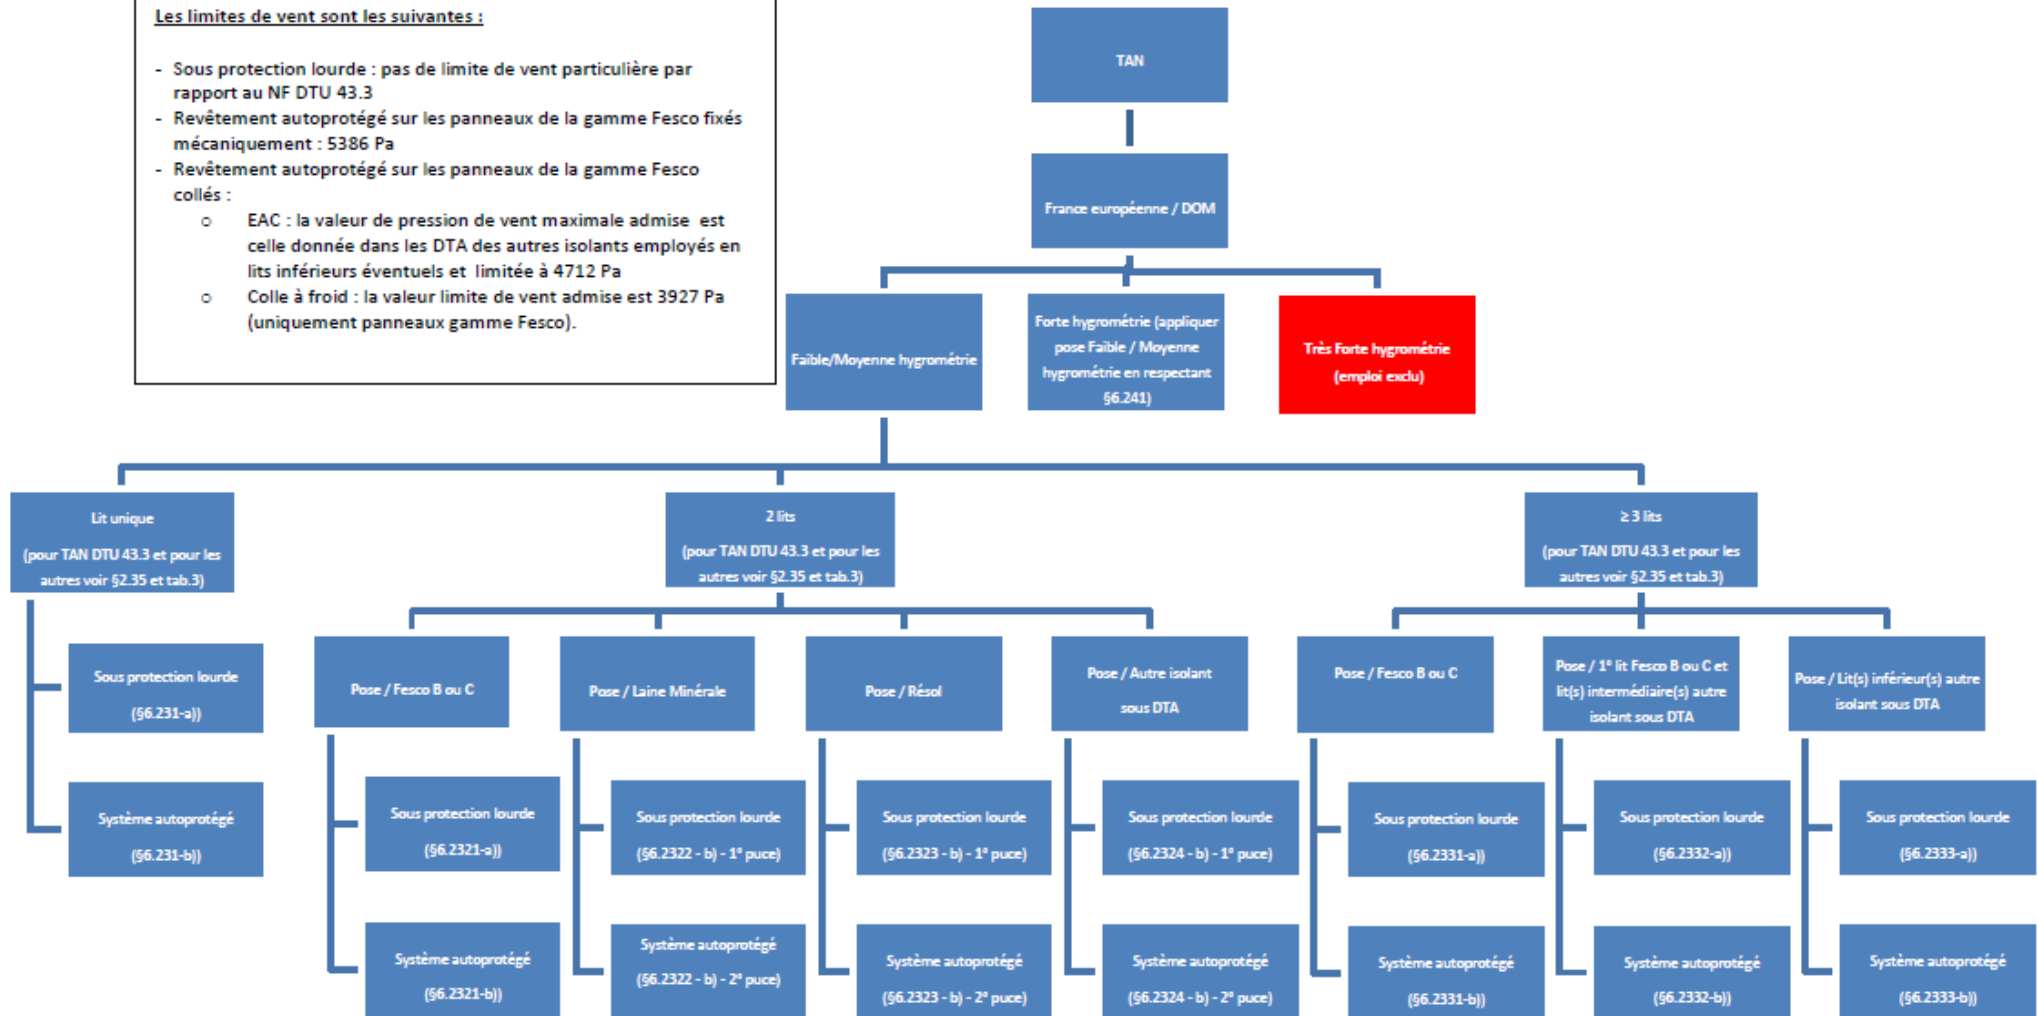 Les limites de vent sont les suivantes :
- Sous protection lourde : pas de limite de vent particulière par
rapport au NF DTU 43.3
- Revêtement autoprotégé sur les panneaux de la gamme Fesco fixés
mécaniquement : 5386 Pa
- Revêtement autoprotégé sur les panneaux de la gamme Fesco
collés :
o EAC : la valeur de pression de vent maximale admise est
celle donnée dans les DTA des autres isolants employés en
lits inférieurs éventuels et limitée à 4712 Pa
o Colle à froid : la valeur limite de vent admise est 3927 Pa
(uniquement panneaux gamme Fesco).
TAN
France européenne / DOM
Faible/Moyenne hygrométrie
Forte hygrométrie (appliquer
pose Faible / Moyenne
hygrométrie en respectant
§6.241)
Très Forte hygrométrie
(emploi exclu)
Lit unique
(pour TAN DTU 43.3 et pour les
autres voir §2.35 et tab.3)
2 lits
(pour TAN DTU 43.3 et pour les
autres voir §2.35 et tab.3)
≥ 3 lits
(pour TAN DTU 43.3 et pour les
autres voir §2.35 et tab.3)
Sous protection lourde
(§6.231-a))
Système autoprotégé
(§6.231-b))
Pose / Fesco B ou C
Sous protection lourde
(§6.2321-a))
Système autoprotégé
(§6.2321-b))
Pose / Laine Minérale
Sous protection lourde
(§6.2322 - b) - 1° puce)
Système autoprotégé
(§6.2322 - b) - 2° puce)
Pose / Résol
Sous protection lourde
(§6.2323 - b) - 1° puce)
Système autoprotégé
(§6.2323 - b) - 2° puce)
Pose / Autre isolant
sous DTA
Sous protection lourde
(§6.2324 - b) - 1° puce)
Système autoprotégé
(§6.2324 - b) - 2° puce)
Pose / Fesco B ou C
Sous protection lourde
(§6.2331-a))
Système autoprotégé
(§6.2331-b))
Pose / 1° lit Fesco B ou C et
lit(s) intermédiaire(s) autre
isolant sous DTA
Sous protection lourde
(§6.2332-a))
Système autoprotégé
(§6.2332-b))
Pose / Lit(s) inférieur(s) autre
isolant sous DTA
Sous protection lourde
(§6.2333-a))
Système autoprotégé
(§6.2333-b))